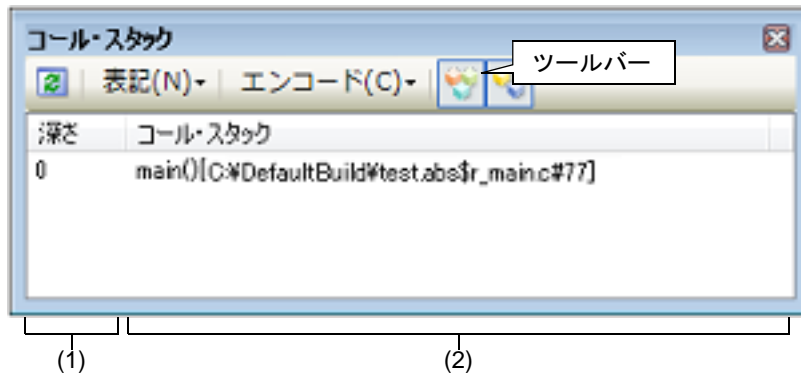 コール・スタック
表記(N) エンコード(C)
ツールバー
深さ コール・スタック
0 main()[C:¥DefaultBuild¥test.abs$r_main.c#77]
(1) (2)